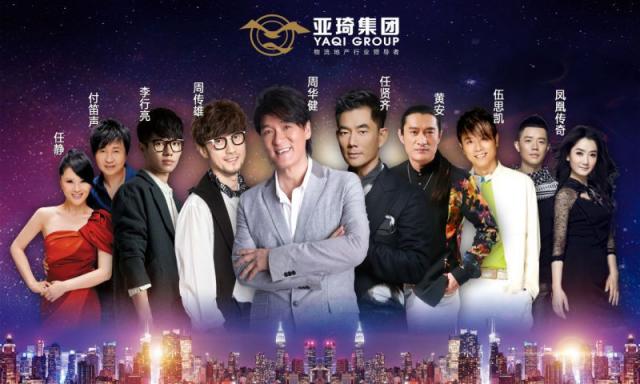 亚琦集团
YAQI GROUP
物流地产行业领导者
任静
付笛声
李行亮
周传雄
周华健
任贤齐
黄安
伍思凯
凤凰传奇